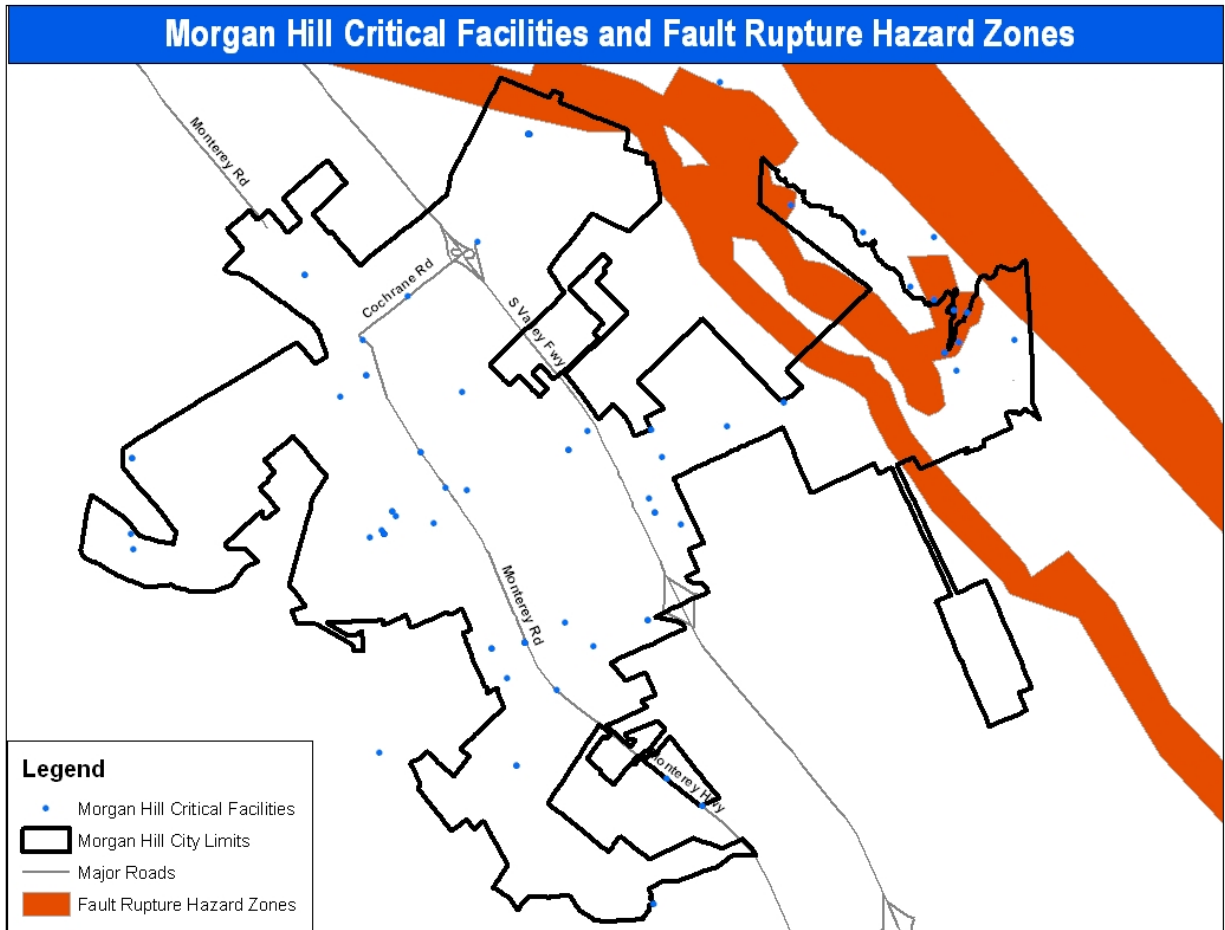 Morgan Hill Critical Facilities and Fault Rupture Hazard Zones
Monterey Rd
Cochrane Rd
S Valley Fwy
Monterey Rd
Monterey Hwy
Legend
Morgan Hill Critical Facilities
Morgan Hill City Limits
Major Roads
Fault Rupture Hazard Zones